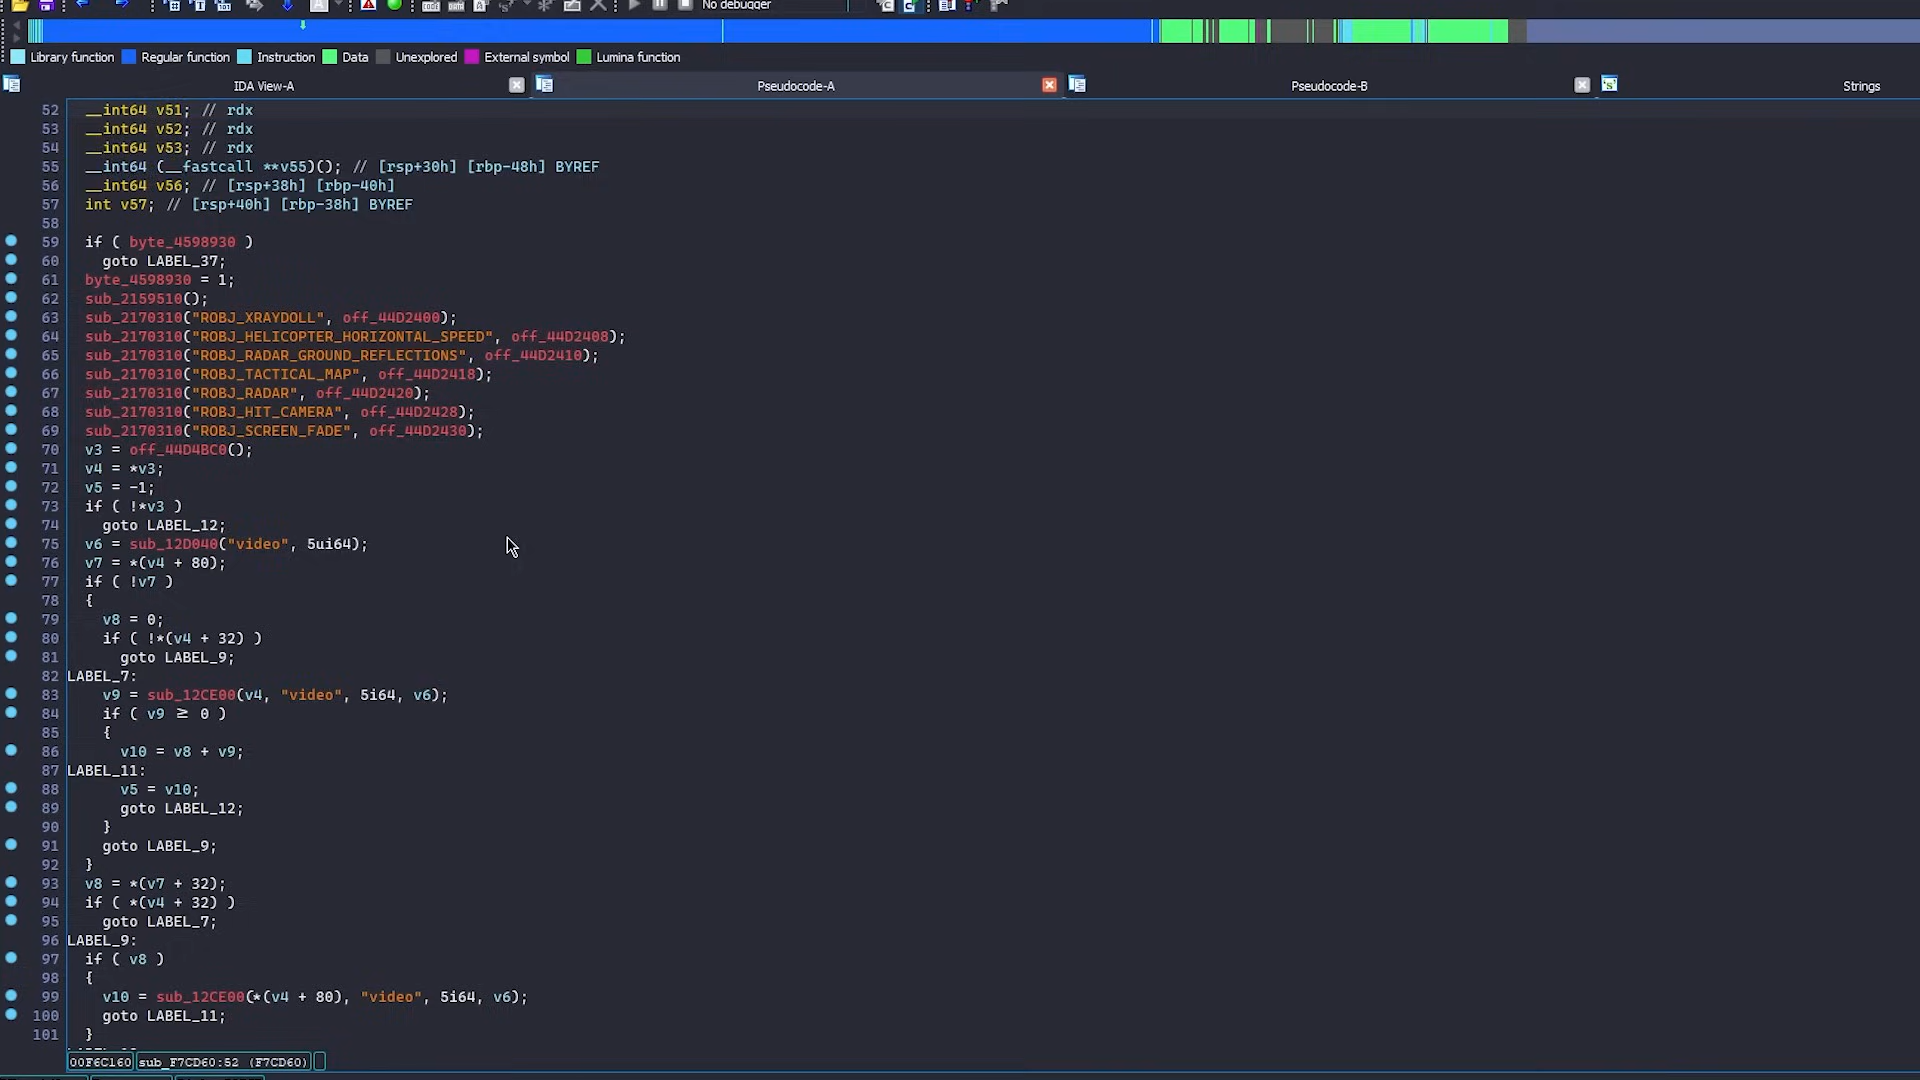 No debugger
Library function Regular function Instruction Data Unexplored External symbol Lumina function
IDA View-A Pseudocode-A Pseudocode-B Strings
52 __int64 v51; // rdx
53 __int64 v52; // rdx
54 __int64 v53; // rdx
55 __int64 (__fastcall **v55)(); // [rsp+30h] [rbp-48h] BYREF
56 __int64 v56; // [rsp+38h] [rbp-40h]
57 int v57; // [rsp+40h] [rbp-38h] BYREF
58
59 if ( byte_4598930 )
60 goto LABEL_37;
61 byte_4598930 = 1;
62 sub_2159510();
63 sub_2170310("ROBJ_XRAYDOLL", off_44D2400);
64 sub_2170310("ROBJ_HELICOPTER_HORIZONTAL_SPEED", off_44D2408);
65 sub_2170310("ROBJ_RADAR_GROUND_REFLECTIONS", off_44D2410);
66 sub_2170310("ROBJ_TACTICAL_MAP", off_44D2418);
67 sub_2170310("ROBJ_RADAR", off_44D2420);
68 sub_2170310("ROBJ_HIT_CAMERA", off_44D2428);
69 sub_2170310("ROBJ_SCREEN_FADE", off_44D2430);
70 v3 = off_44D4BC0();
71 v4 = *v3;
72 v5 = -1;
73 if ( !*v3 )
74 goto LABEL_12;
75 v6 = sub_12D040("video", 5ui64);
76 v7 = *(v4 + 80);
77 if ( !v7 )
78 {
79 v8 = 0;
80 if ( !*(v4 + 32) )
81 goto LABEL_9;
82 LABEL_7:
83 v9 = sub_12CE00(v4, "video", 5i64, v6);
84 if ( v9 ≥ 0 )
85 {
86 v10 = v8 + v9;
87 LABEL_11:
88 v5 = v10;
89 goto LABEL_12;
90 }
91 goto LABEL_9;
92 }
93 v8 = *(v7 + 32);
94 if ( *(v4 + 32) )
95 goto LABEL_7;
96 LABEL_9:
97 if ( v8 )
98 {
99 v10 = sub_12CE00(*(v4 + 80), "video", 5i64, v6);
100 goto LABEL_11;
101 }
00F6C160 sub_F7CD60:52 (F7CD60)